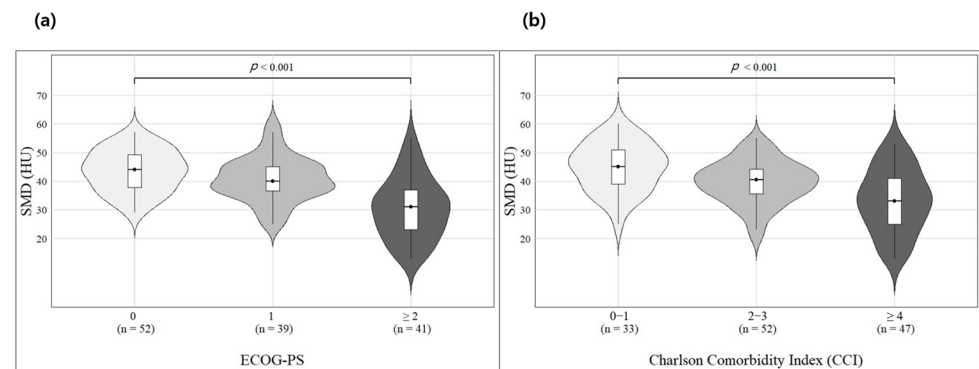 (a)
p < 0.001
70
60
50
40
30
20
SMD (HU)
0
1
≥ 2
(n = 52)
(n = 39)
(n = 41)
ECOG-PS
(b)
p < 0.001
70
60
50
40
30
20
SMD (HU)
0−1
2−3
≥ 4
(n = 33)
(n = 52)
(n = 47)
Charlson Comorbidity Index (CCI)